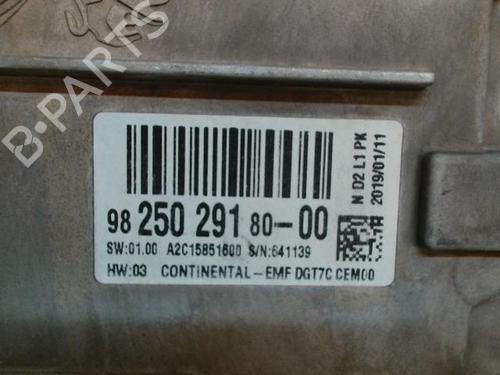 B-PARTS
98 250 291 80-00
SW:01.00 A2C15851600 S/N:641139
HW:03 CONTINENTAL-EMF DGT7C CEM00
N D2 L1 PK
2019/01/11